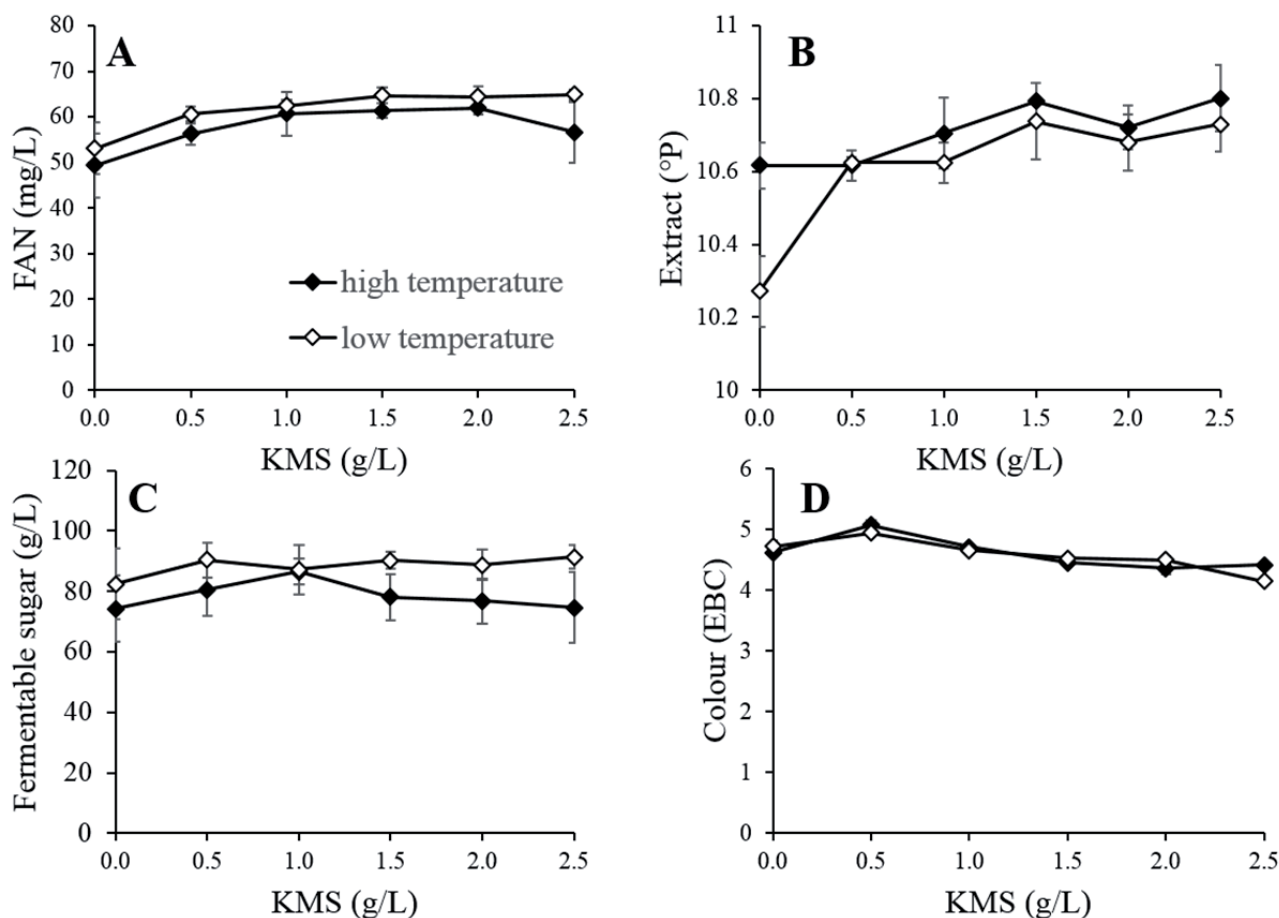 A
FAN (mg/L)
80
70
60
50
40
30
20
10
0
high temperature
low temperature
0.0 0.5 1.0 1.5 2.0 2.5
KMS (g/L)
B
Extract (°P)
11
10.8
10.6
10.4
10.2
10
0.0 0.5 1.0 1.5 2.0 2.5
KMS (g/L)
C
Fermentable sugar (g/L)
120
100
80
60
40
20
0
0.0 0.5 1.0 1.5 2.0 2.5
KMS (g/L)
D
Colour (EBC)
6
5
4
3
2
1
0
0.0 0.5 1.0 1.5 2.0 2.5
KMS (g/L)